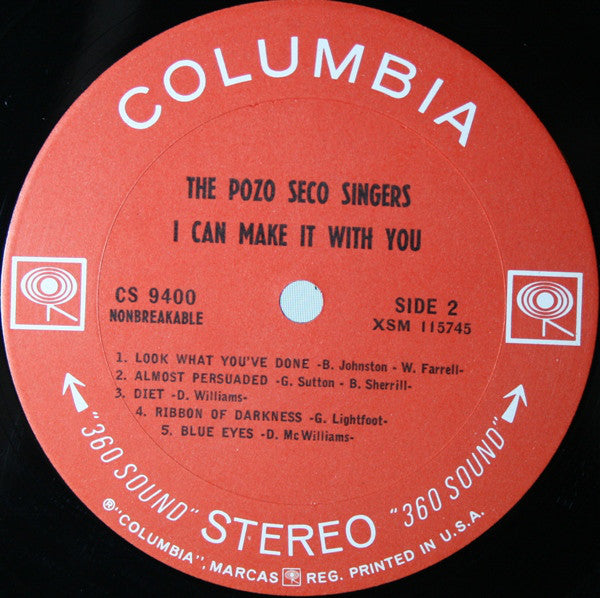 COLUMBIA
THE POZO SECO SINGERS
I CAN MAKE IT WITH YOU
CS 9400
NONBREAKABLE
SIDE 2
XSM 115745
1. LOOK WHAT YOU'VE DONE -B. Johnston - W. Farrell-
2. ALMOST PERSUADED -G. Sutton - B. Sherrill-
3. DIET -D. Williams-
4. RIBBON OF DARKNESS -G. Lightfoot-
5. BLUE EYES -D. McWilliams-
"360 SOUND" STEREO "360 SOUND"
® "COLUMBIA", MARCAS REG. PRINTED IN U.S.A.